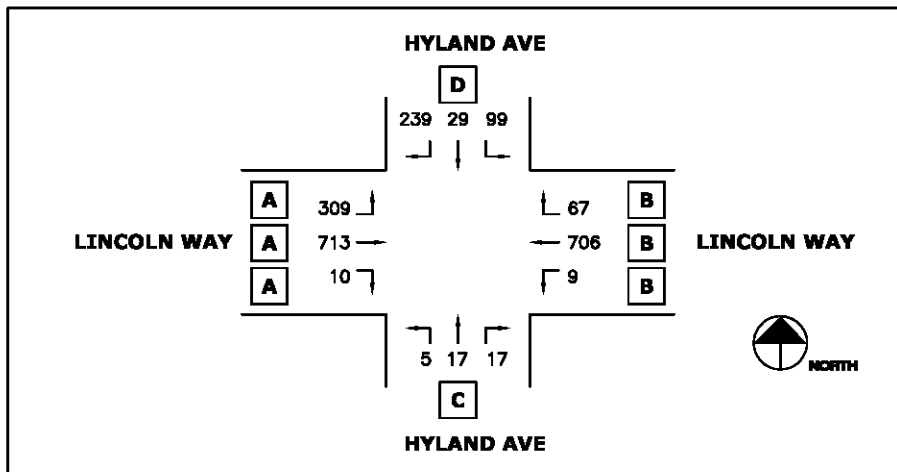 HYLAND AVE
D
239 29 99
A 309 67 B
LINCOLN WAY A 713 706 B LINCOLN WAY
A 10 9 B
NORTH
5 17 17
C
HYLAND AVE